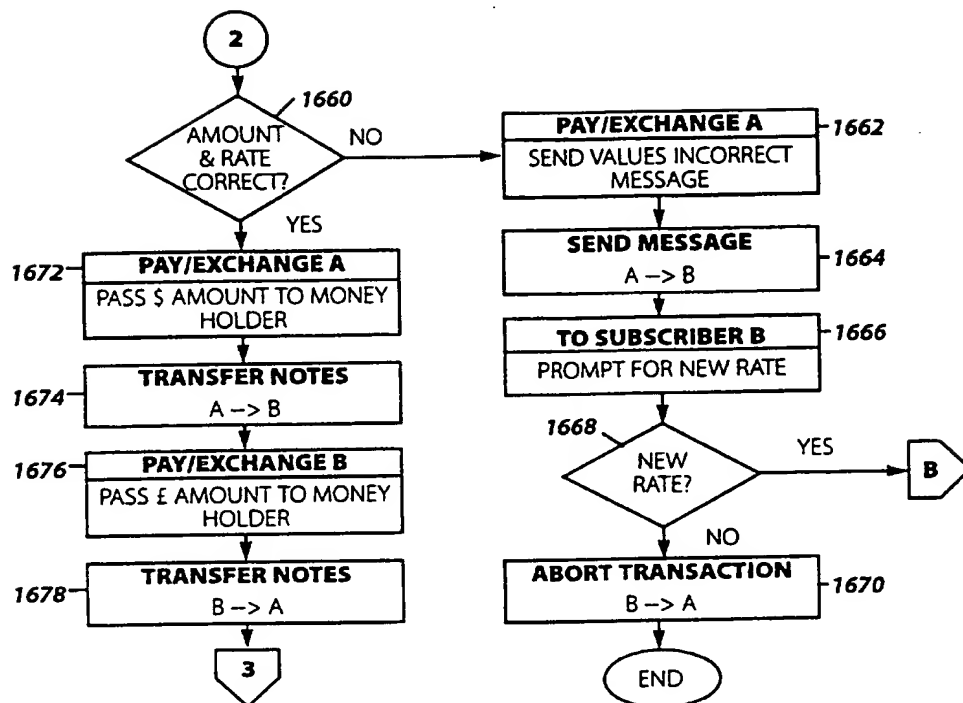 2
1660
AMOUNT
& RATE
CORRECT?
NO
YES
1672
PAY/EXCHANGE A
PASS $ AMOUNT TO MONEY
HOLDER
1674
TRANSFER NOTES
A –> B
1676
PAY/EXCHANGE B
PASS £ AMOUNT TO MONEY
HOLDER
1678
TRANSFER NOTES
B –> A
3
PAY/EXCHANGE A
1662
SEND VALUES INCORRECT
MESSAGE
SEND MESSAGE
1664
A –> B
TO SUBSCRIBER B
1666
PROMPT FOR NEW RATE
1668
NEW
RATE?
YES
B
NO
ABORT TRANSACTION
1670
B –> A
END